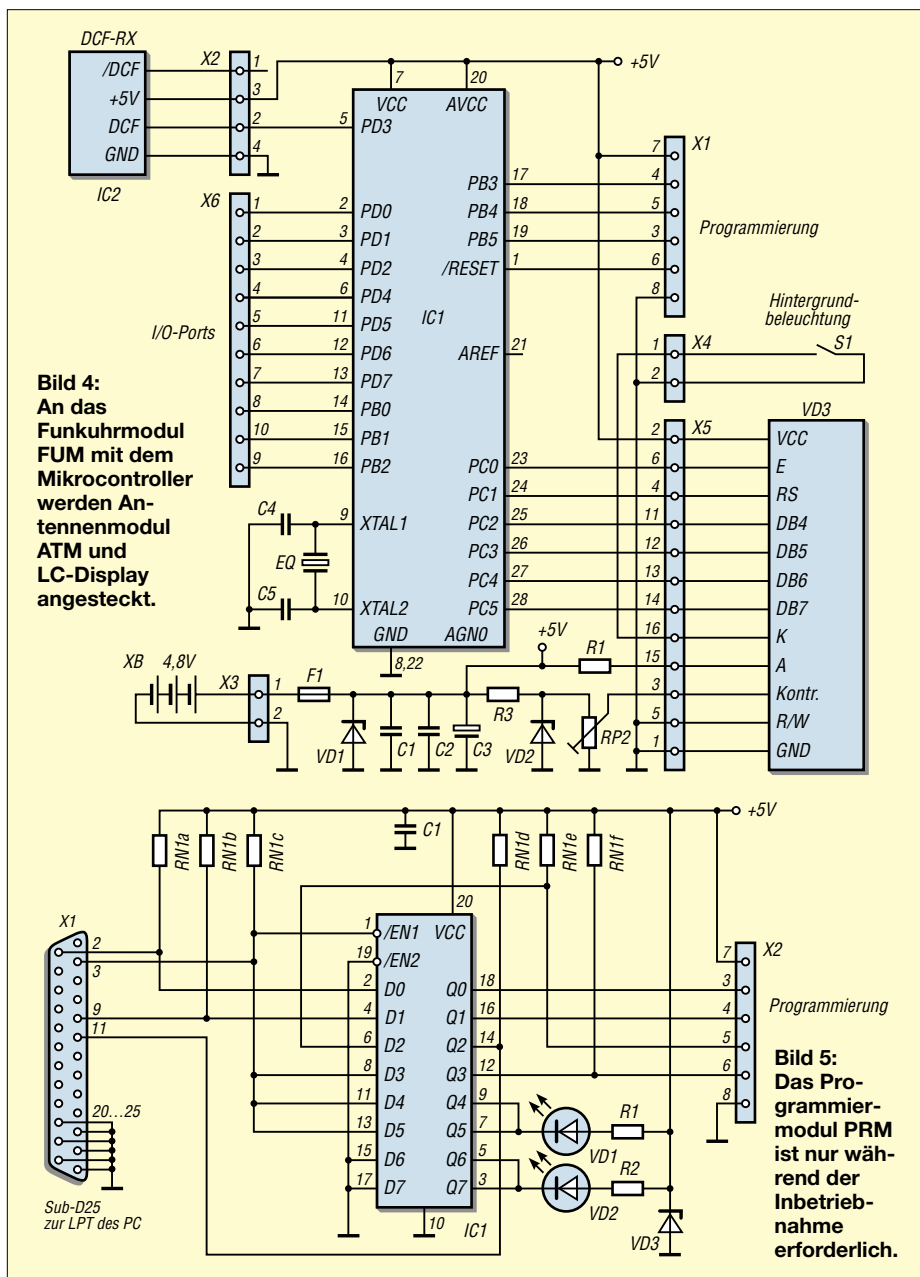 DCF-RX
/DCF
+5V
DCF
GND
IC2
X2
1
3
2
4
7
20
+5V
VCC
AVCC
5
PD3
X6
1
2
PD0
2
3
PD1
3
4
PD2
4
6
PD4
5
11
PD5
6
12
PD6
7
13
PD7
8
14
PB0
10
15
PB1
9
16
PB2
I/O-Ports
IC1
PB3
17
PB4
18
PB5
19
/RESET
1
AREF
21
X1
7
4
5
3
6
8
Programmierung
Hintergrund-
beleuchtung
X4
1
2
S1
VD3
X5
2
VCC
PC0
23
6
E
PC1
24
4
RS
PC2
25
11
DB4
PC3
26
12
DB5
PC4
27
13
DB6
PC5
28
14
DB7
16
K
15
A
3
Kontr.
5
R/W
1
GND
C4
9
XTAL1
EQ
C5
10
XTAL2
GND
AGN0
8,22
+5V
R1
XB
4,8V
X3
1
2
F1
VD1
C1
C2
C3
R3
VD2
RP2
Bild 4:
An das
Funkuhrmodul
FUM mit dem
Mikrocontroller
werden An-
tennenmodul
ATM und
LC-Display
angesteckt.
+5V
RN1a
RN1b
RN1c
C1
RN1d
RN1e
RN1f
X1
2
3
9
11
20...25
Sub-D25
zur LPT des PC
20
1
/EN1
VCC
19
/EN2
2
D0
Q0
18
4
D1
Q1
16
6
D2
Q2
14
8
D3
Q3
12
11
D4
Q4
9
13
D5
Q5
7
15
D6
Q6
5
17
D7
Q7
3
10
IC1
VD1
R1
VD2
R2
VD3
X2
7
3
4
5
6
8
Programmierung
Bild 5:
Das Pro-
grammier-
modul PRM
ist nur wäh-
rend der
Inbetrieb-
nahme
erforderlich.